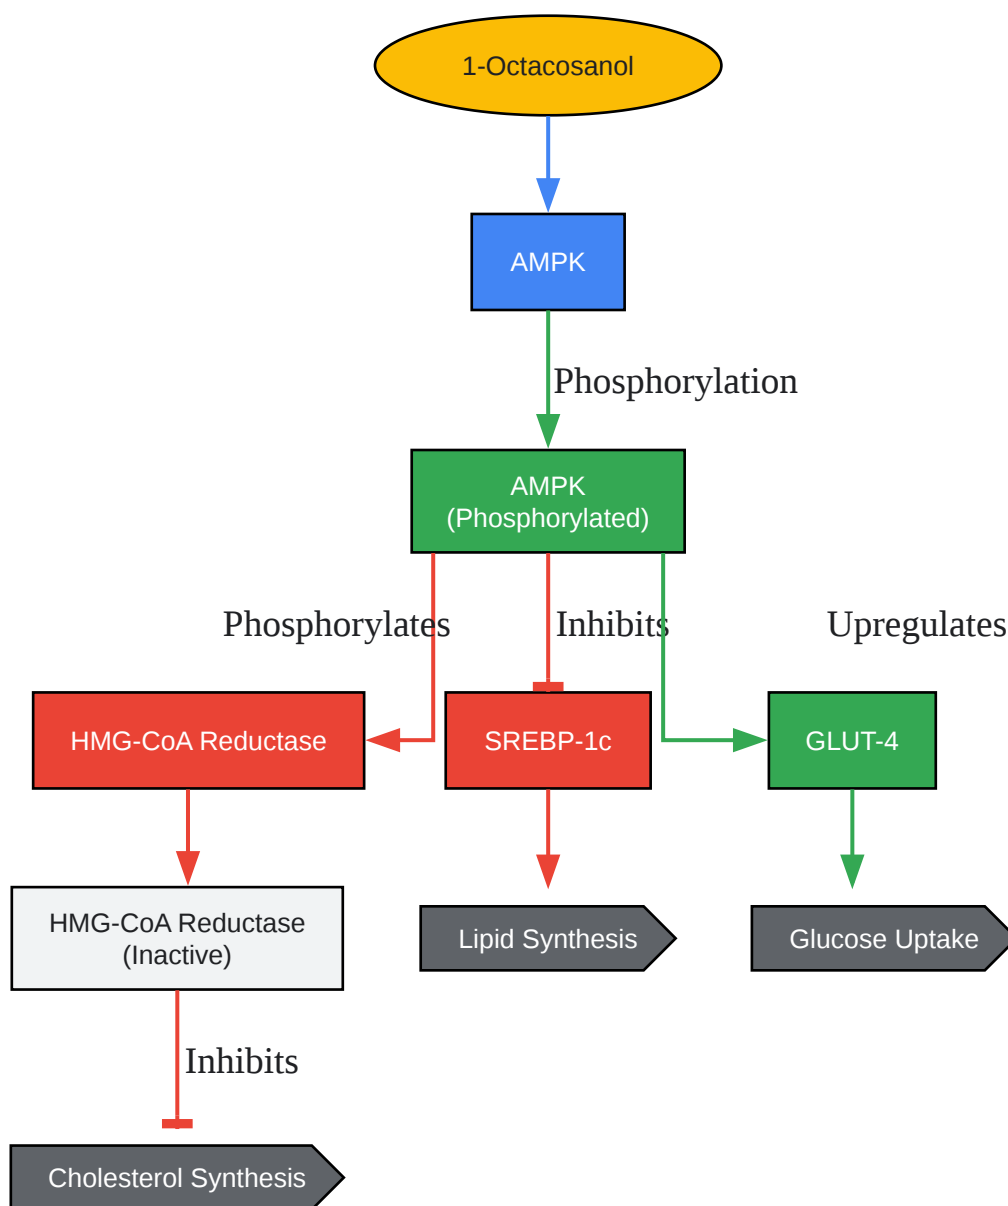 1-Octacosanol
AMPK
Phosphorylation
AMPK
(Phosphorylated)
Phosphorylates
Inhibits
Upregulates
HMG-CoA Reductase
SREBP-1c
GLUT-4
HMG-CoA Reductase
(Inactive)
Lipid Synthesis
Glucose Uptake
Inhibits
Cholesterol Synthesis